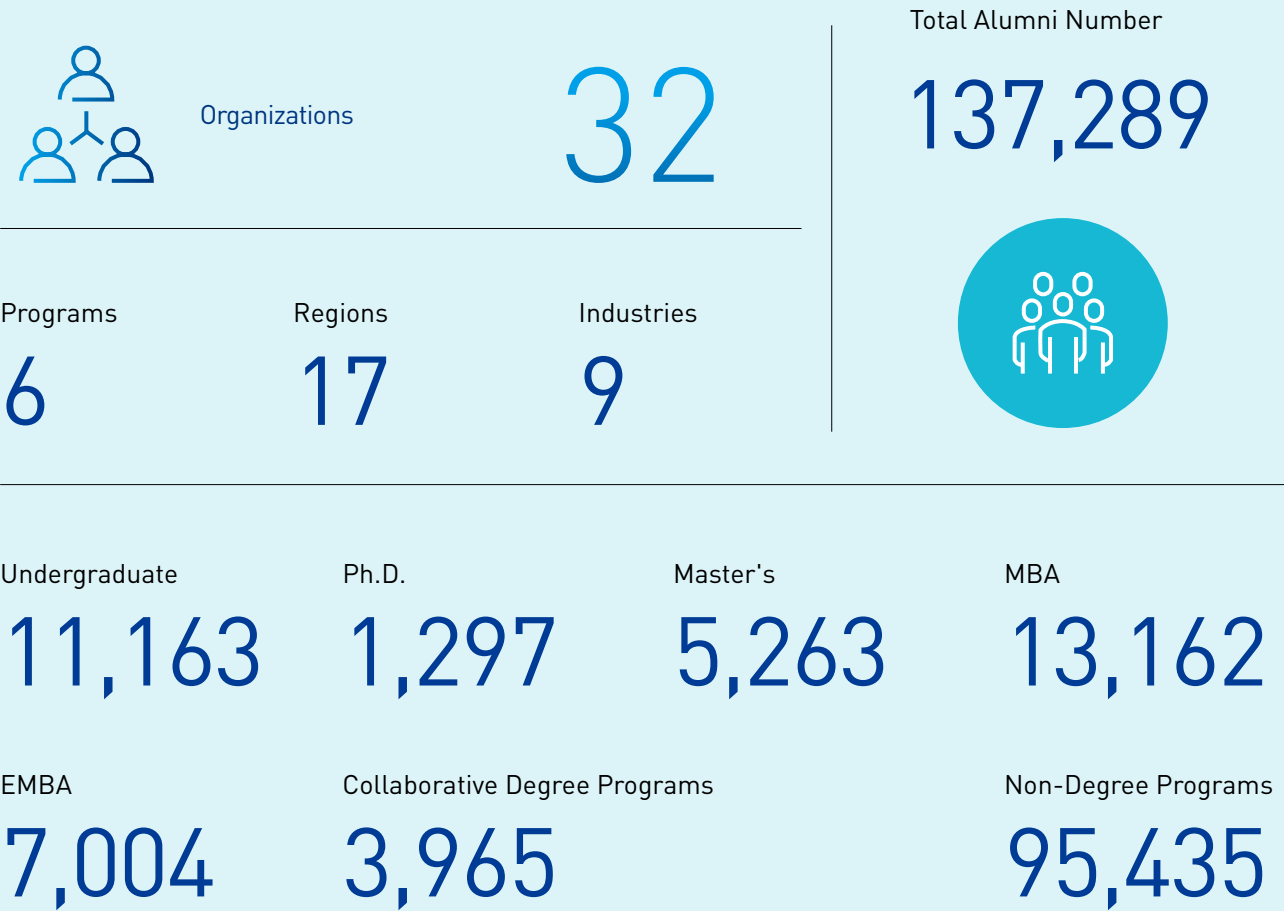 Organizations
32
Total Alumni Number
137,289
Programs
6
Regions
17
Industries
9
Undergraduate
11,163
Ph.D.
1,297
Master's
5,263
MBA
13,162
EMBA
7,004
Collaborative Degree Programs
3,965
Non-Degree Programs
95,435